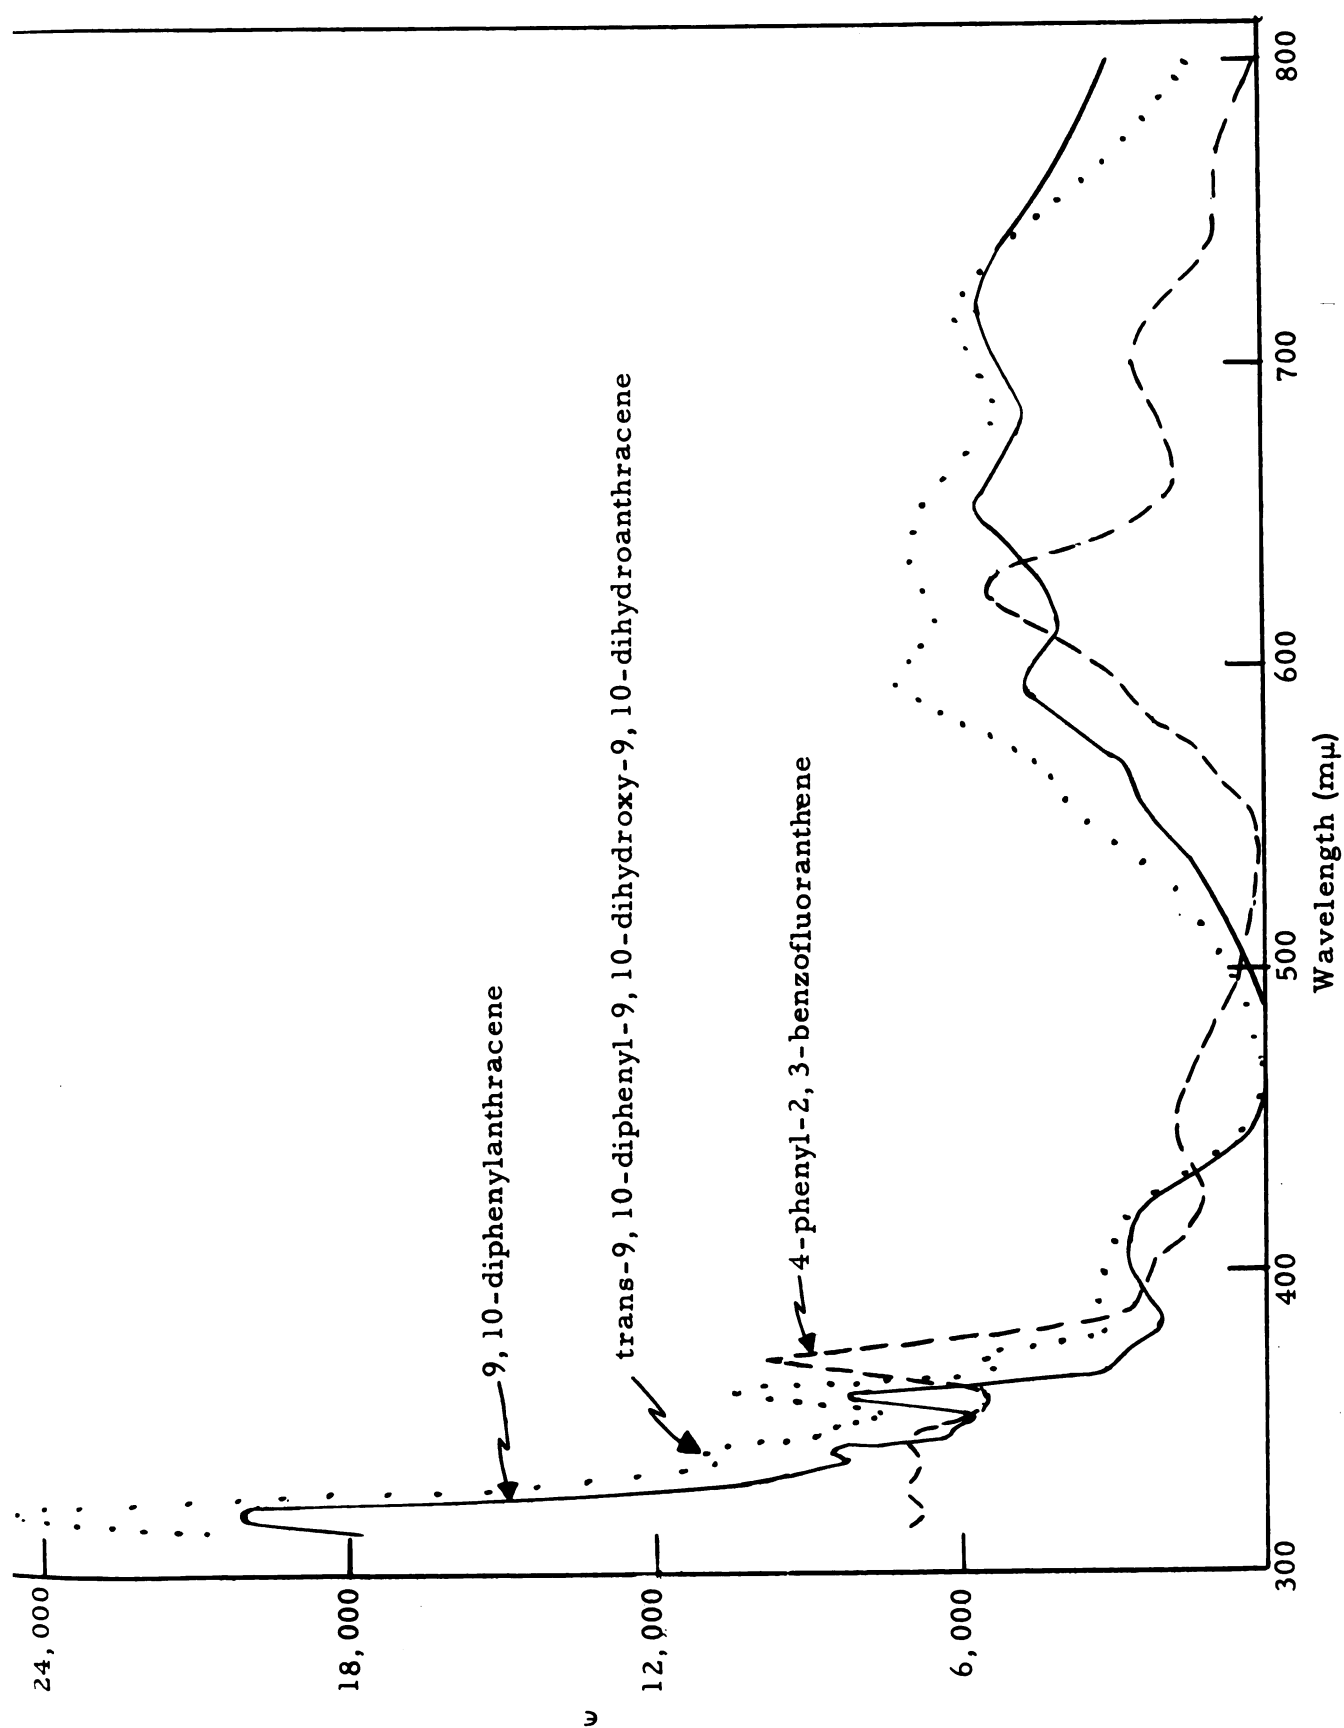 24,000
18,000
12,000
6,000
ε
9, 10-diphenylanthracene
trans-9, 10-diphenyl-9, 10-dihydroxy-9, 10-dihydroanthracene
4-phenyl-2, 3-benzofluoranthene
300
400
500
600
700
800
Wavelength (mμ)